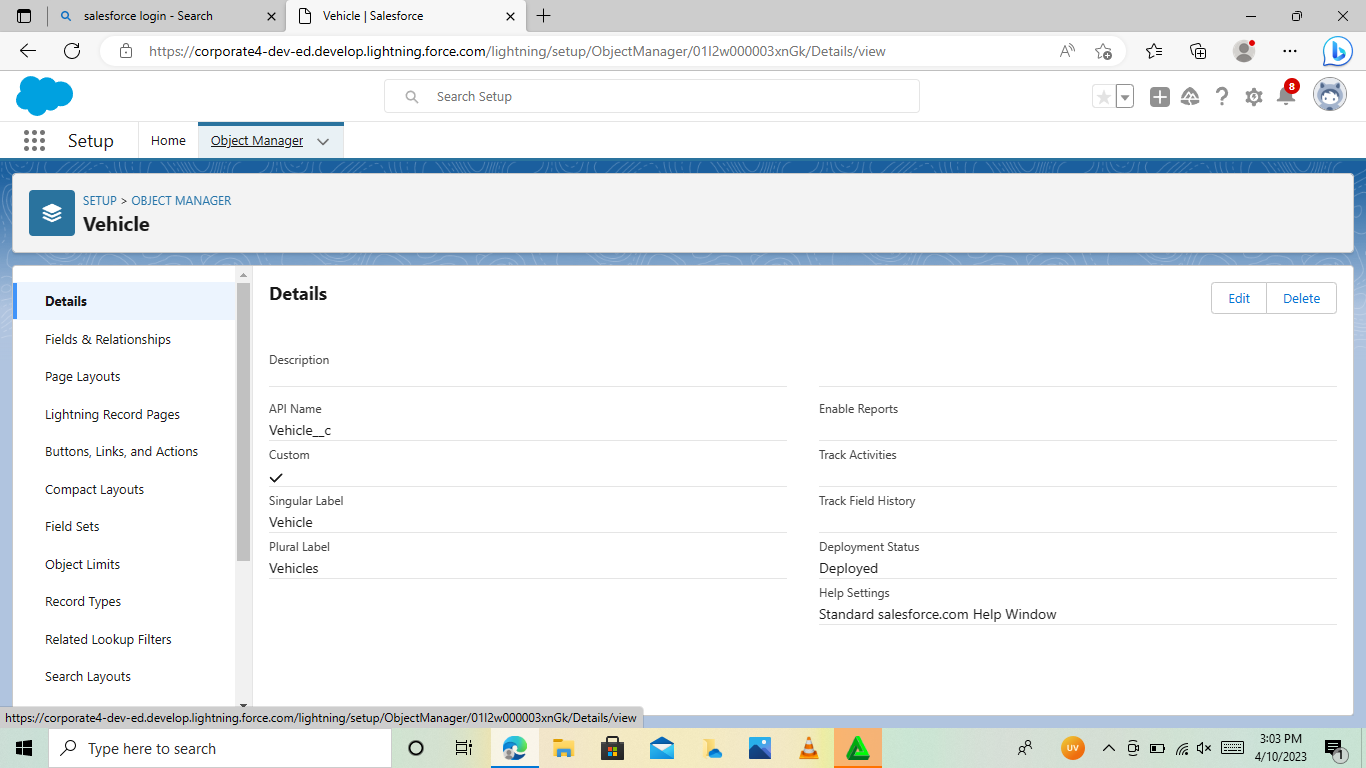 salesforce login - Search
Vehicle | Salesforce
https://corporate4-dev-ed.develop.lightning.force.com/lightning/setup/ObjectManager/01I2w000003xnGk/Details/view
Search Setup
8
Setup
Home
Object Manager
SETUP > OBJECT MANAGER
Vehicle
Details
Fields & Relationships
Page Layouts
Lightning Record Pages
Buttons, Links, and Actions
Compact Layouts
Field Sets
Object Limits
Record Types
Related Lookup Filters
Search Layouts
Details
Edit
Delete
Description
API Name
Vehicle__c
Custom
Singular Label
Vehicle
Plural Label
Vehicles
Enable Reports
Track Activities
Track Field History
Deployment Status
Deployed
Help Settings
Standard salesforce.com Help Window
https://corporate4-dev-ed.develop.lightning.force.com/lightning/setup/ObjectManager/01I2w000003xnGk/Details/view
Type here to search
UV
3:03 PM
4/10/2023
1